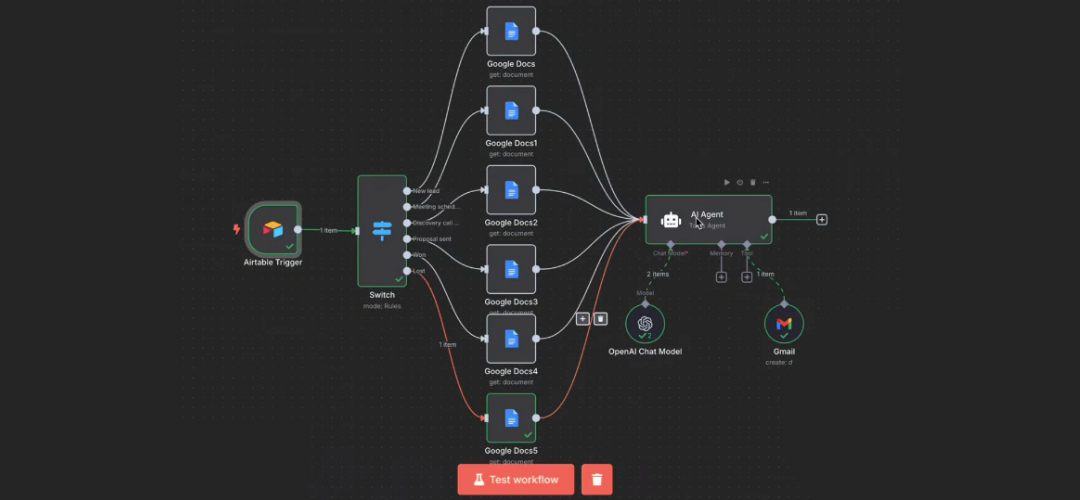 Google Docs
get: document
Google Docs1
get: document
Google Docs2
get: document
Google Docs3
get: document
Google Docs4
get: document
Google Docs5
get: document
Airtable Trigger
1 item
New lead
Meeting sched...
Discovery call ...
Proposal sent
Won
Lost
Switch
mode: Rules
1 item
AI Agent
Tools Agent
1 item
Chat Model*
Memory
Tool
2 items
1 item
Model
2
OpenAI Chat Model
Gmail
create: d
Test workflow